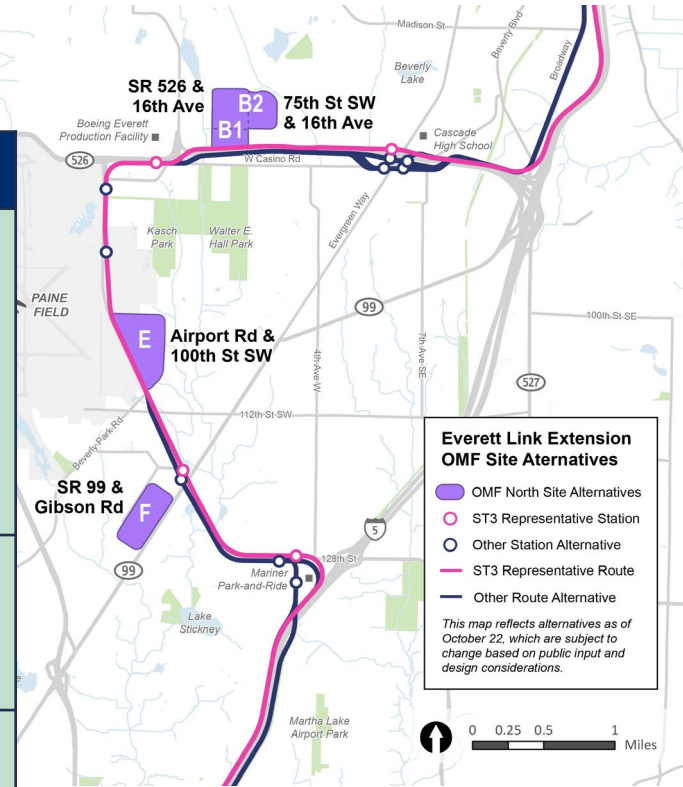 Madison St
Beverly Blvd
Broadway
Beverly
Lake
SR 526 &
16th Ave
B2
B1
75th St SW
& 16th Ave
Boeing Everett
Production Facility
Cascade
High School
526
W Casino Rd
Evergreen Way
Kasch
Park
Walter E.
Hall Park
PAINE
FIELD
99
100th St SE
E
Airport Rd &
100th St SW
4th Ave W
7th Ave SE
527
112th St SW
Beverly Park Rd
SR 99 &
Gibson Rd
F
99
5
128th St
Mariner
Park-and-Ride
Lake
Stickney
Martha Lake
Airport Park
Everett Link Extension
OMF Site Aternatives
OMF North Site Alternatives
ST3 Representative Station
Other Station Alternative
ST3 Representative Route
Other Route Alternative
This map reflects alternatives as of
October 22, which are subject to
change based on public input and
design considerations.
0 0.25 0.5 1
Miles